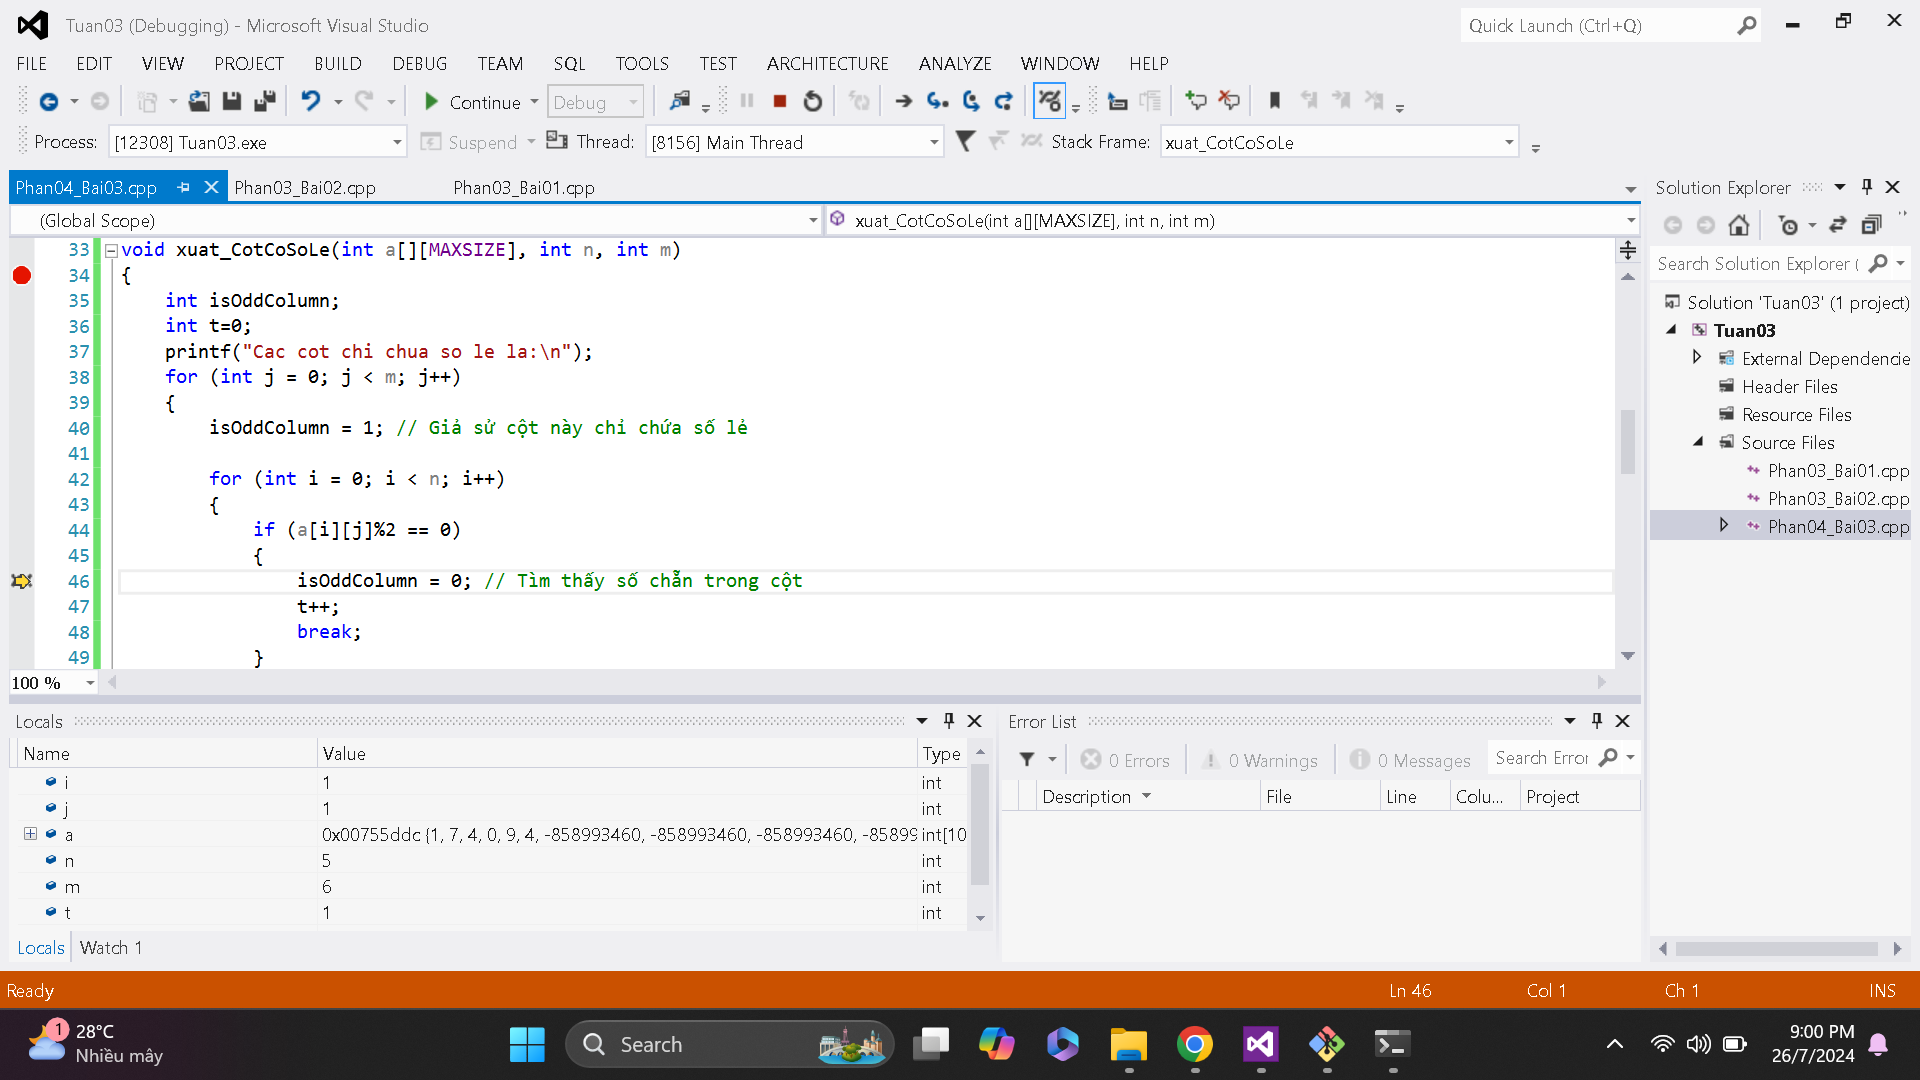 Tuan03 (Debugging) - Microsoft Visual Studio
Quick Launch (Ctrl+Q)
FILE EDIT VIEW PROJECT BUILD DEBUG TEAM SQL TOOLS TEST ARCHITECTURE ANALYZE WINDOW HELP
Continue Debug
Process: [12308] Tuan03.exe Suspend Thread: [8156] Main Thread Stack Frame: xuat_CotCoSoLe
Phan04_Bai03.cpp Phan03_Bai02.cpp Phan03_Bai01.cpp
(Global Scope) xuat_CotCoSoLe(int a[][MAXSIZE], int n, int m)
33 void xuat_CotCoSoLe(int a[][MAXSIZE], int n, int m)
34 {
35 int isOddColumn;
36 int t=0;
37 printf("Cac cot chi chua so le la:\n");
38 for (int j = 0; j < m; j++)
39 {
40 isOddColumn = 1; // Giả sử cột này chỉ chứa số lẻ
41
42 for (int i = 0; i < n; i++)
43 {
44 if (a[i][j]%2 == 0)
45 {
46 isOddColumn = 0; // Tìm thấy số chẵn trong cột
47 t++;
48 break;
49 }
100 %
Solution Explorer
Search Solution Explorer (
Solution 'Tuan03' (1 project)
Tuan03
External Dependencie
Header Files
Resource Files
Source Files
Phan03_Bai01.cpp
Phan03_Bai02.cpp
Phan04_Bai03.cpp
Locals
Name Value Type
i 1 int
j 1 int
a 0x00755ddc {1, 7, 4, 0, 9, 4, -858993460, -858993460, -858993460, -85899 int[10
n 5 int
m 6 int
t 1 int
Locals Watch 1
Error List
0 Errors 0 Warnings 0 Messages Search Error
Description File Line Colu... Project
Ready Ln 46 Col 1 Ch 1 INS
1 28°C
Nhiều mây
Search
9:00 PM
26/7/2024